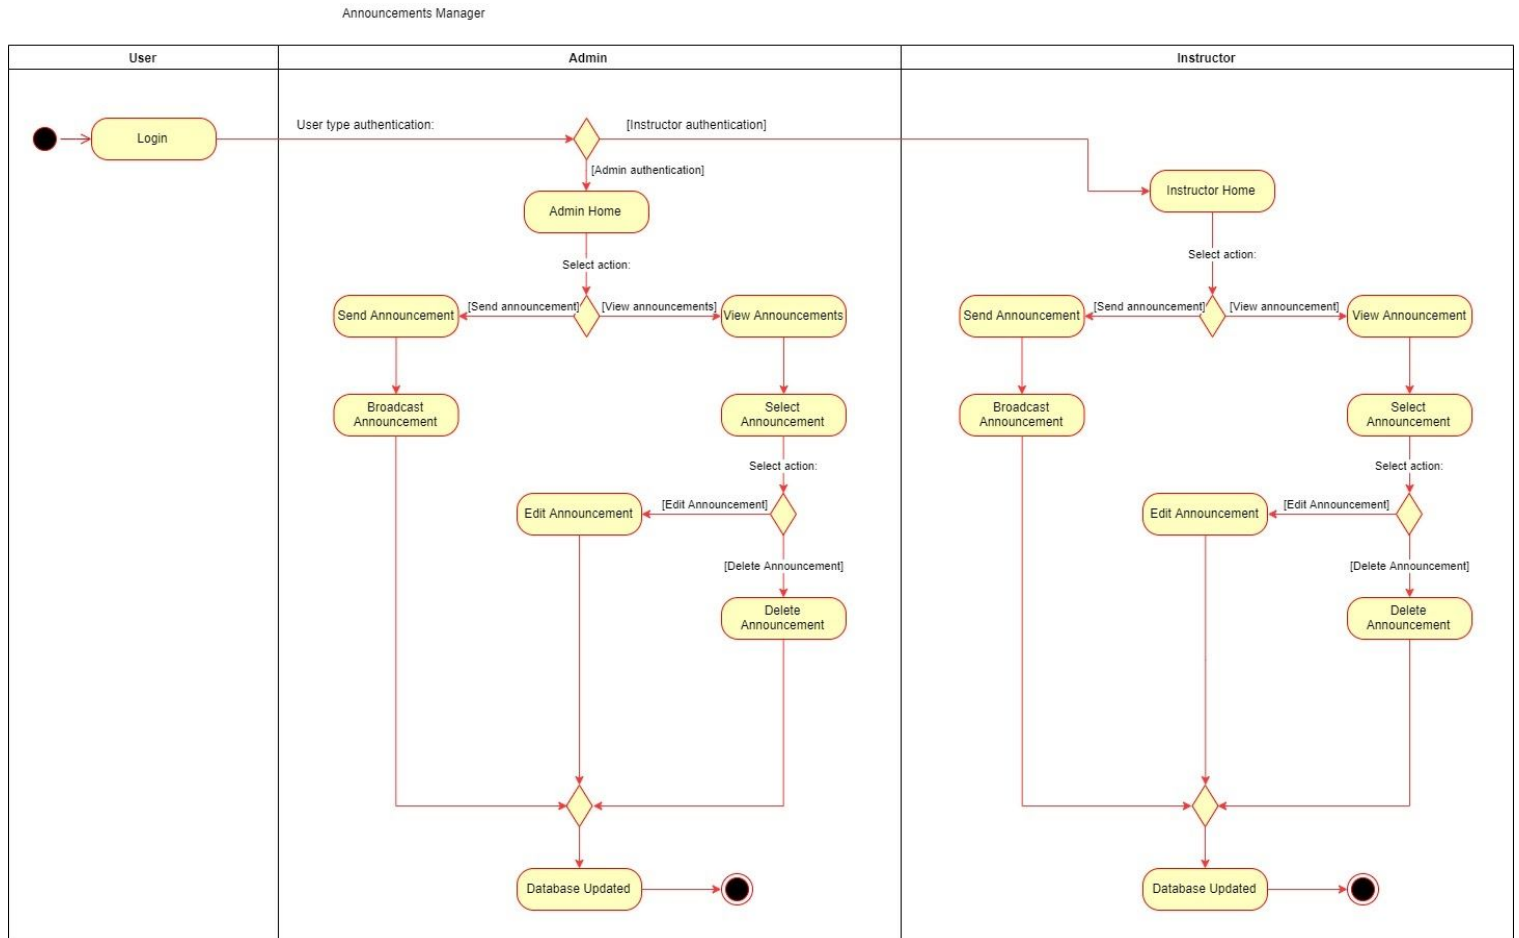 Announcements Manager
User
Admin
Instructor
Login
User type authentication:
[Instructor authentication]
[Admin authentication]
Instructor Home
Admin Home
Select action:
Select action:
Send Announcement
[Send announcement]
[View announcements]
View Announcements
Send Announcement
[Send announcement]
[View announcement]
View Announcement
Broadcast
Announcement
Select
Announcement
Broadcast
Announcement
Select
Announcement
Select action:
Select action:
Edit Announcement
[Edit Announcement]
Edit Announcement
[Edit Announcement]
[Delete Announcement]
[Delete Announcement]
Delete
Announcement
Delete
Announcement
Database Updated
Database Updated